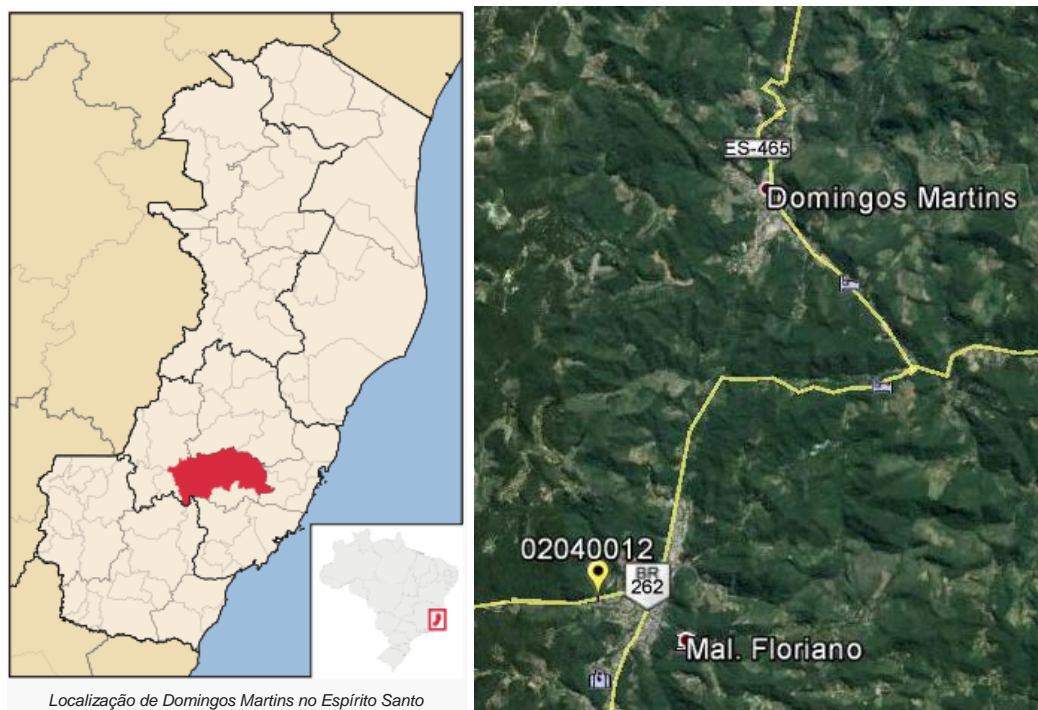 Localização de Domingos Martins no Espírito Santo
ES-465
Domingos Martins
02040012
BR
262
Mal. Floriano